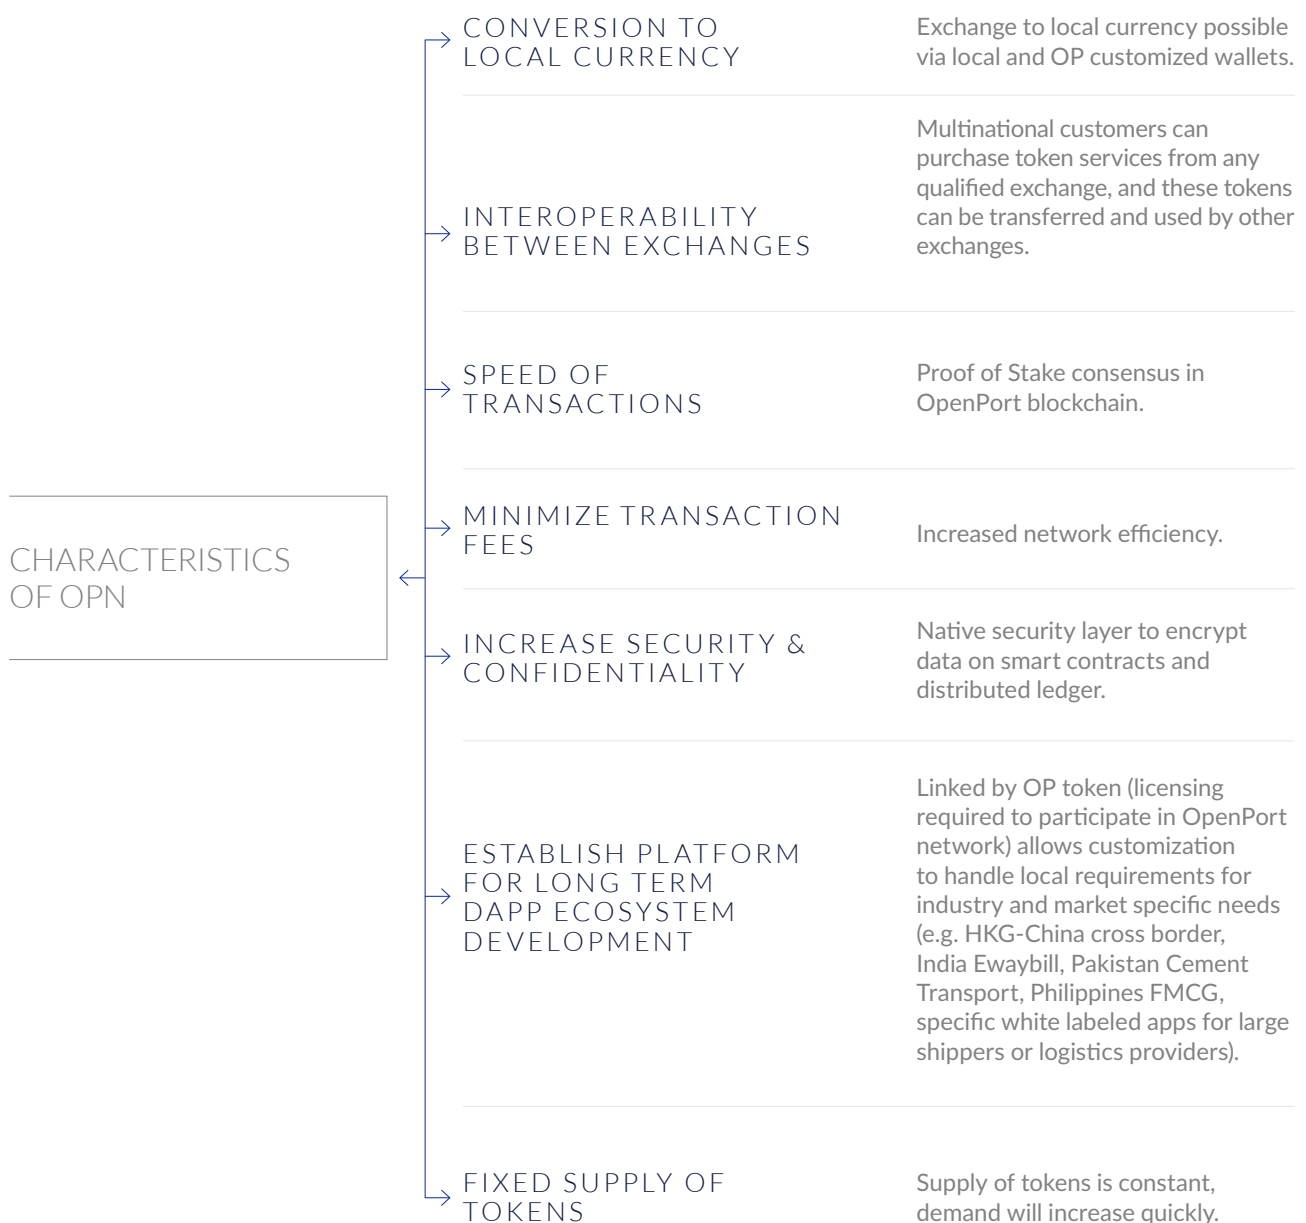 CONVERSION TO
LOCAL CURRENCY
Exchange to local currency possible
via local and OP customized wallets.
INTEROPERABILITY
BETWEEN EXCHANGES
Multinational customers can
purchase token services from any
qualified exchange, and these tokens
can be transferred and used by other
exchanges.
SPEED OF
TRANSACTIONS
Proof of Stake consensus in
OpenPort blockchain.
MINIMIZE TRANSACTION
FEES
Increased network efficiency.
CHARACTERISTICS
OF OPN
INCREASE SECURITY &
CONFIDENTIALITY
Native security layer to encrypt
data on smart contracts and
distributed ledger.
ESTABLISH PLATFORM
FOR LONG TERM
DAPP ECOSYSTEM
DEVELOPMENT
Linked by OP token (licensing
required to participate in OpenPort
network) allows customization
to handle local requirements for
industry and market specific needs
(e.g. HKG-China cross border,
India Ewaybill, Pakistan Cement
Transport, Philippines FMCG,
specific white labeled apps for large
shippers or logistics providers).
FIXED SUPPLY OF
TOKENS
Supply of tokens is constant,
demand will increase quickly.